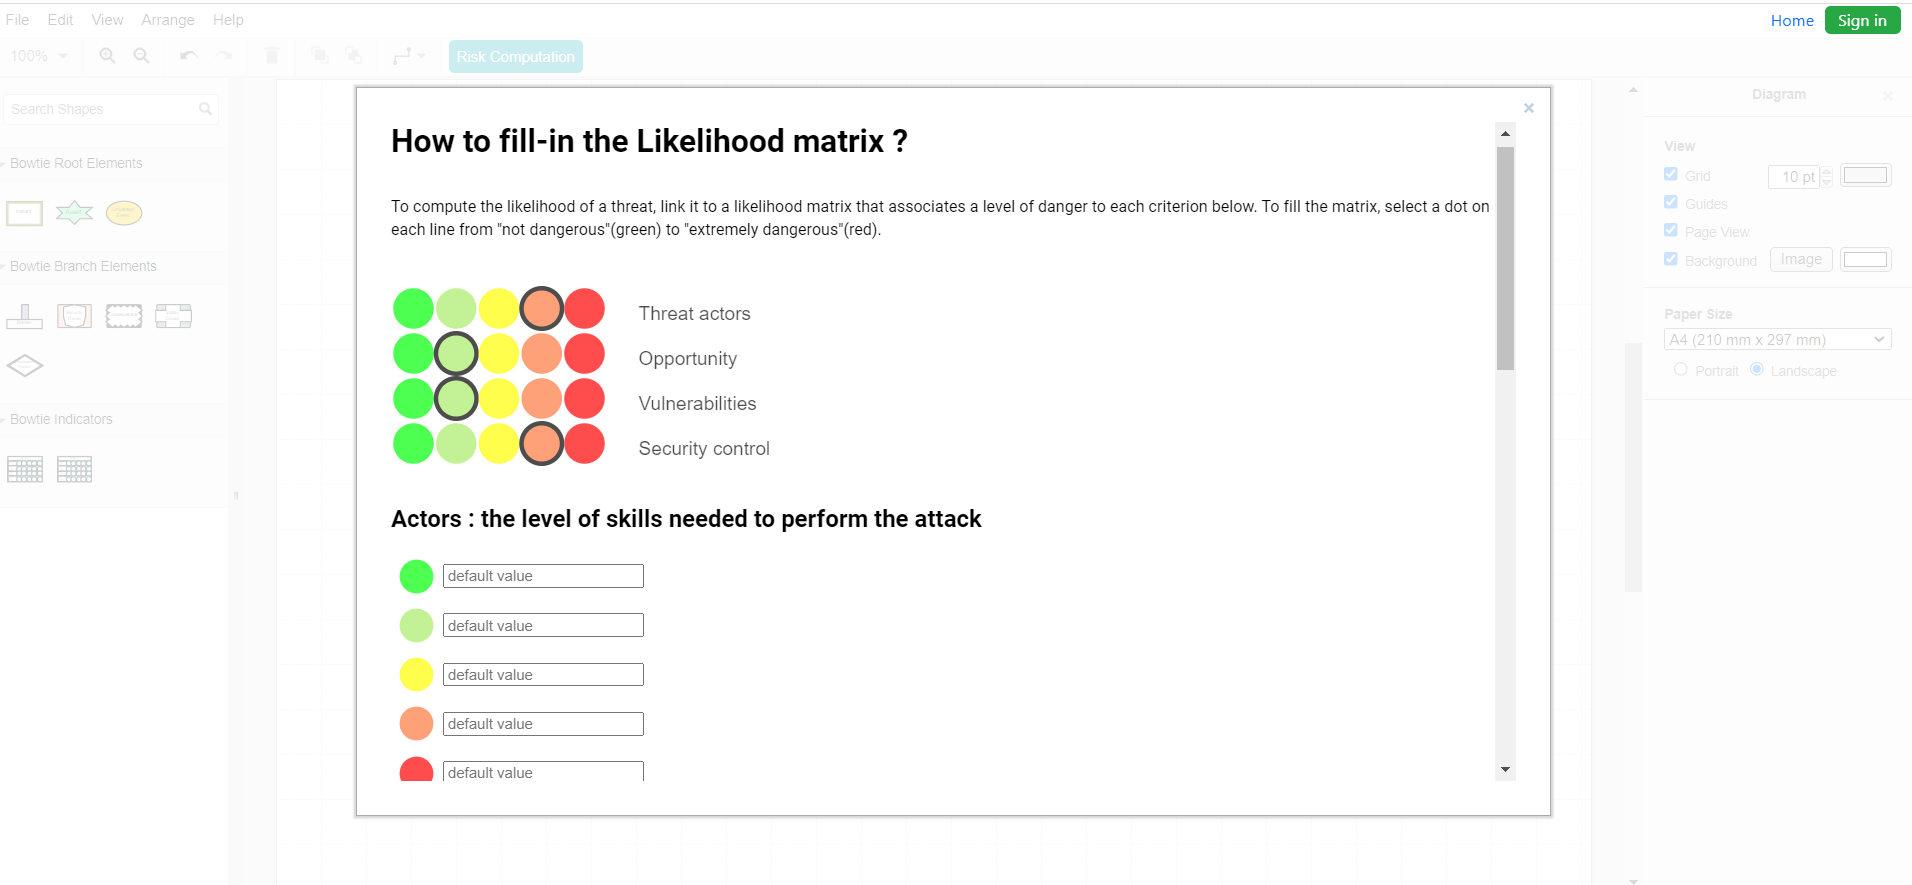 File Edit View Arrange Help Home Sign in
100% Risk Computation
Search Shapes
Bowtie Root Elements
Bowtie Branch Elements
Bowtie Indicators
How to fill-in the Likelihood matrix ?
To compute the likelihood of a threat, link it to a likelihood matrix that associates a level of danger to each criterion below. To fill the matrix, select a dot on
each line from "not dangerous"(green) to "extremely dangerous"(red).
Threat actors
Opportunity
Vulnerabilities
Security control
Actors : the level of skills needed to perform the attack
default value
default value
default value
default value
default value
Diagram
View
Grid 10 pt
Guides
Page View
Background Image
Paper Size
A4 (210 mm x 297 mm)
Portrait Landscape